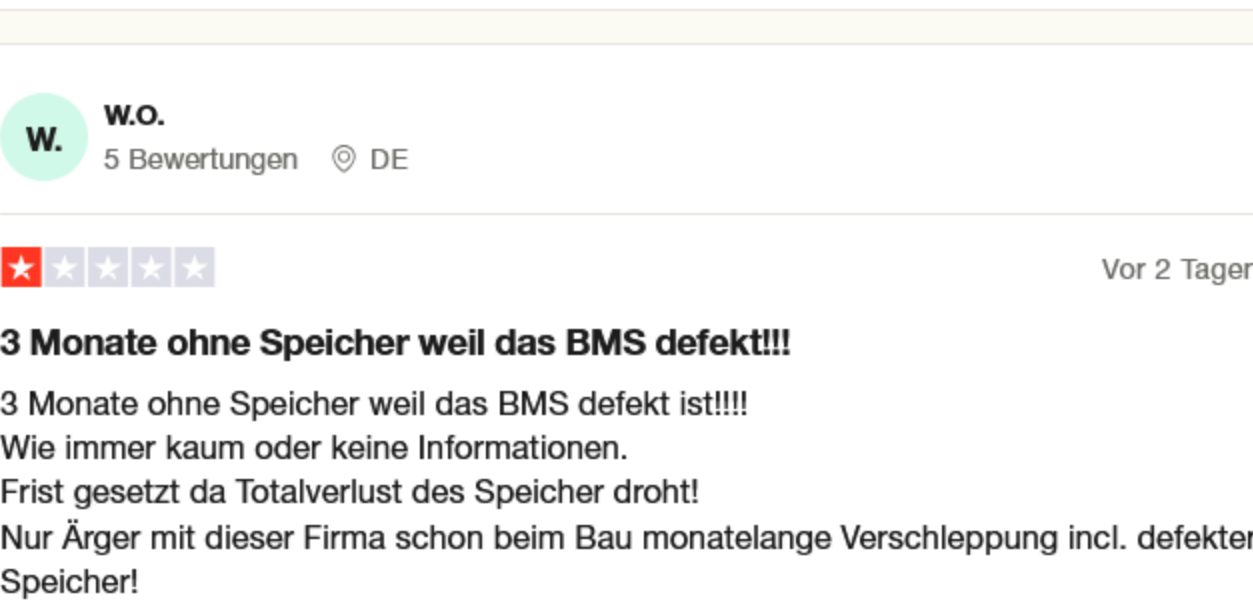 W.
W.O.
5 Bewertungen DE
Vor 2 Tagen
3 Monate ohne Speicher weil das BMS defekt!!!
3 Monate ohne Speicher weil das BMS defekt ist!!!!
Wie immer kaum oder keine Informationen.
Frist gesetzt da Totalverlust des Speicher droht!
Nur Ärger mit dieser Firma schon beim Bau monatelange Verschleppung incl. defekter
Speicher!